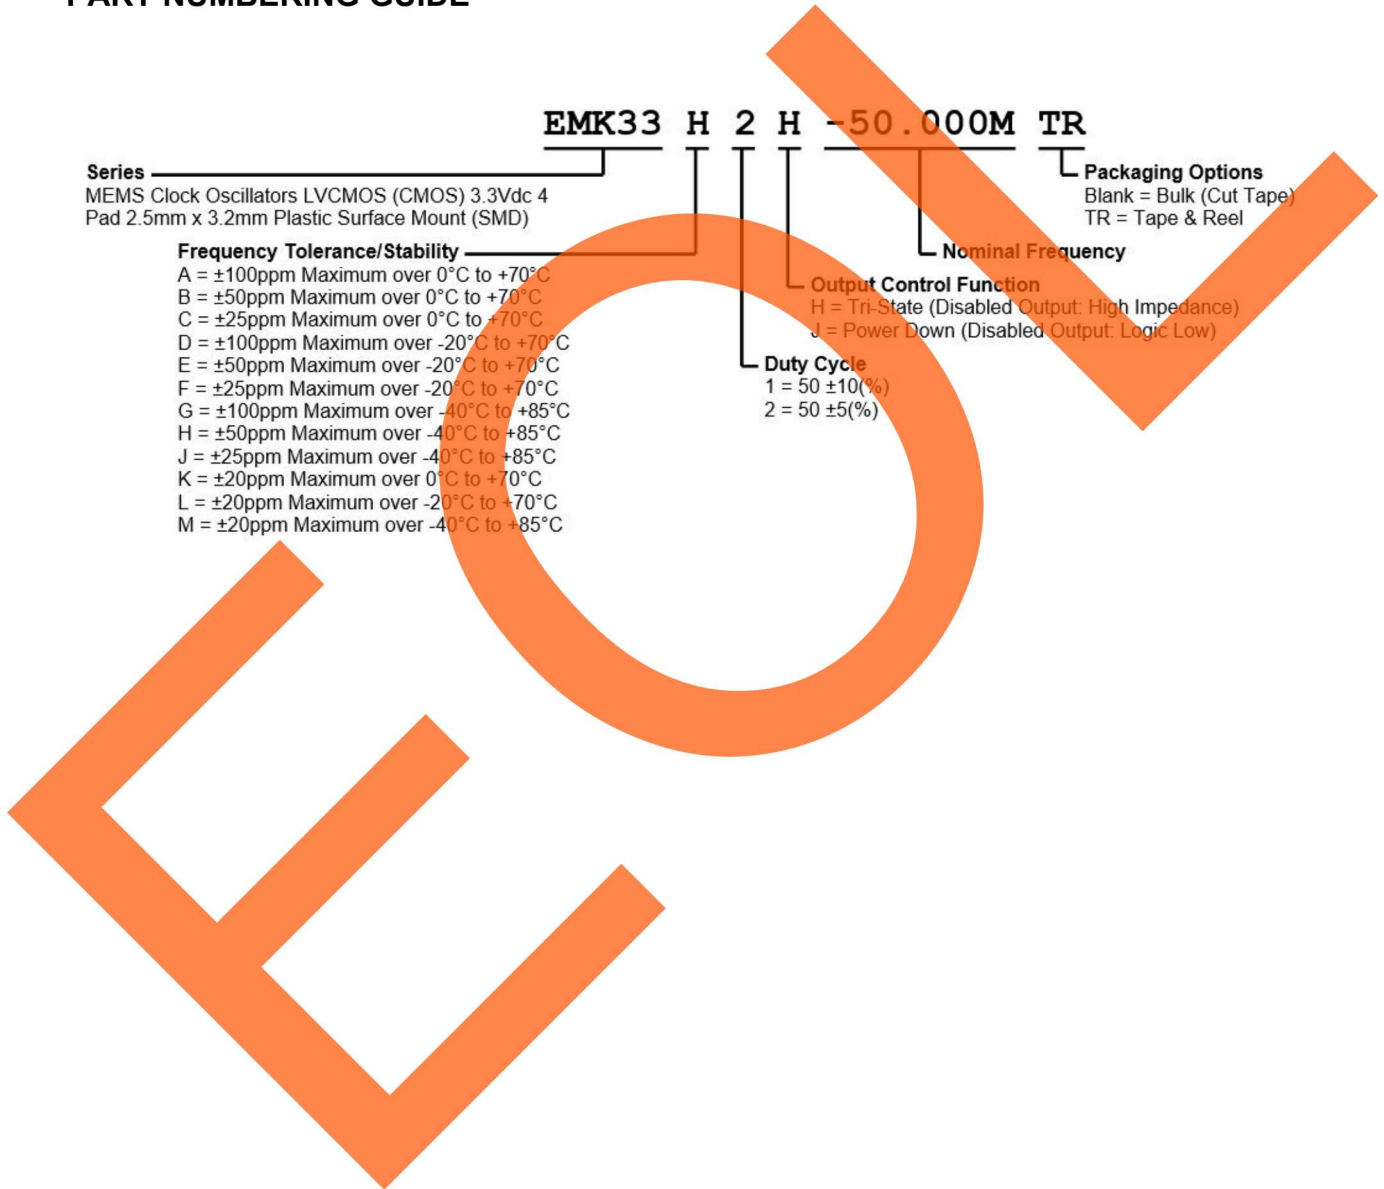 PART NUMBERING GUIDE
EMK33 H 2 H -50.000M TR
Series
MEMS Clock Oscillators LVCMOS (CMOS) 3.3Vdc 4
Pad 2.5mm x 3.2mm Plastic Surface Mount (SMD)
Packaging Options
Blank = Bulk (Cut Tape)
TR = Tape & Reel
Frequency Tolerance/Stability
A = ±100ppm Maximum over 0°C to +70°C
B = ±50ppm Maximum over 0°C to +70°C
C = ±25ppm Maximum over 0°C to +70°C
D = ±100ppm Maximum over -20°C to +70°C
E = ±50ppm Maximum over -20°C to +70°C
F = ±25ppm Maximum over -20°C to +70°C
G = ±100ppm Maximum over -40°C to +85°C
H = ±50ppm Maximum over -40°C to +85°C
J = ±25ppm Maximum over -40°C to +85°C
K = ±20ppm Maximum over 0°C to +70°C
L = ±20ppm Maximum over -20°C to +70°C
M = ±20ppm Maximum over -40°C to +85°C
Nominal Frequency
Output Control Function
H = Tri-State (Disabled Output: High Impedance)
J = Power Down (Disabled Output: Logic Low)
Duty Cycle
1 = 50 ±10(%)
2 = 50 ±5(%)
EOL